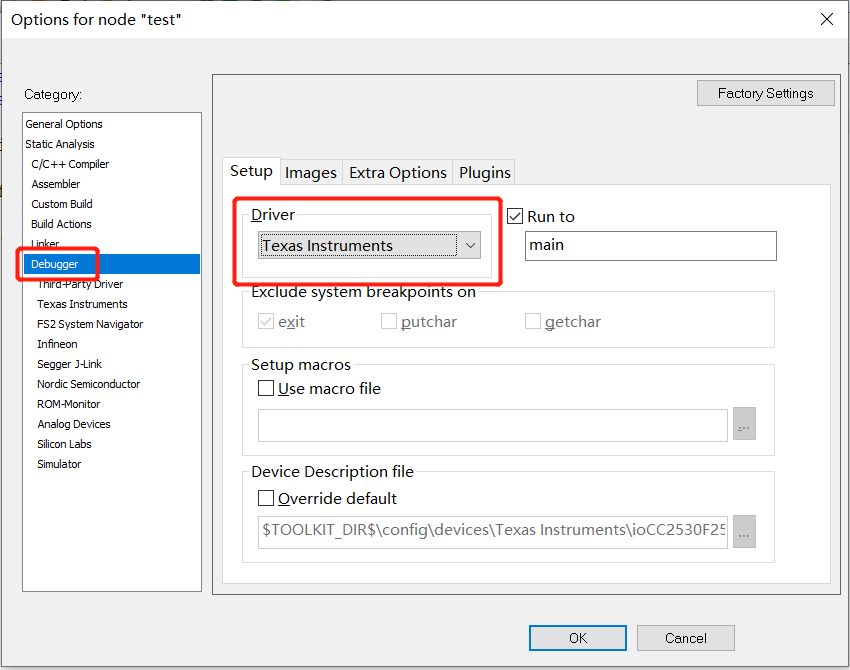 Options for node "test"
Category:
General Options
Static Analysis
C/C++ Compiler
Assembler
Custom Build
Build Actions
Linker
Debugger
Third-Party Driver
Texas Instruments
FS2 System Navigator
Infineon
Segger J-Link
Nordic Semiconductor
ROM-Monitor
Analog Devices
Silicon Labs
Simulator
Factory Settings
Setup Images Extra Options Plugins
Driver
Texas Instruments
Run to
main
Exclude system breakpoints on
exit putchar getchar
Setup macros
Use macro file
...
Device Description file
Override default
$TOOLKIT_DIR$\config\devices\Texas Instruments\ioCC2530F25
...
OK Cancel